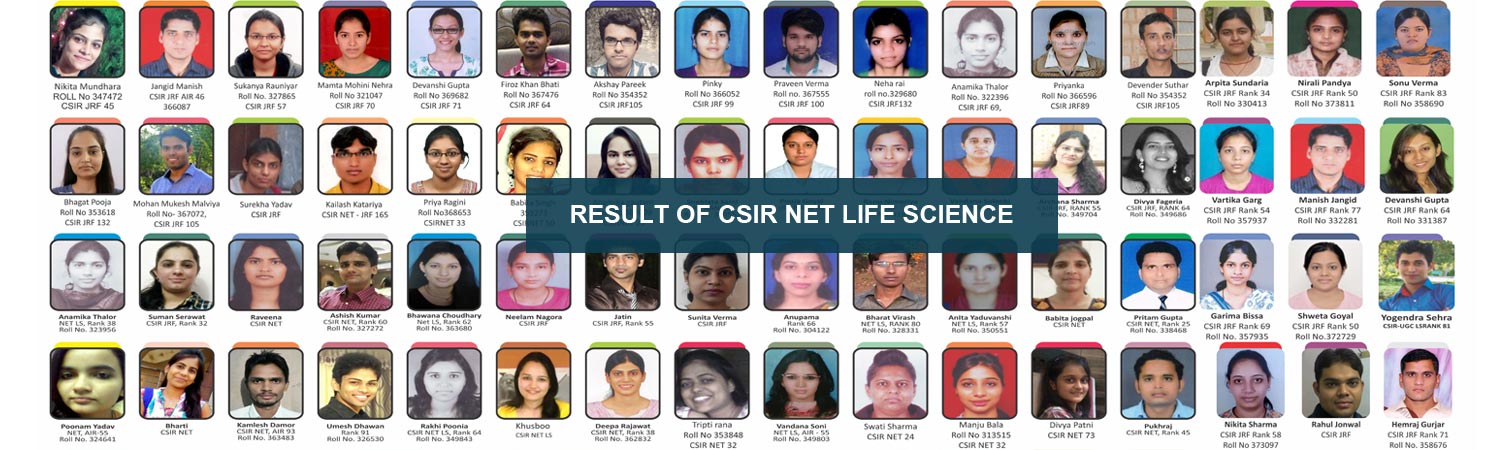 Nikita Mundhara
ROLL No 347472
CSIR JRF 45
Jangid Manish
CSIR JRF AIR 46
366087
Sukanya Rauniyar
Roll No. 327865
CSIR JRF 57
Mamta Mohini Nehra
Roll No 321047
CSIR JRF 70
Devanshi Gupta
Roll No 369682
CSIR JRF 71
Firoz Khan Bhati
Roll No 367476
CSIR JRF 64
Akshay Pareek
Roll No 354352
CSIR JRF105
Pinky
Roll No 366052
CSIR JRF 99
Praveen Verma
Roll no. 367555
CSIR JRF 100
Neha rai
roll no.329680
CSIR JRF132
Anamika Thalor
Roll No. 322396
CSIR JRF 69,
Priyanka
Roll No 366596
CSIR JRF89
Devender Suthar
Roll No 354352
CSIR JRF105
Arpita Sundaria
CSIR JRF Rank 34
Roll No 330413
Nirali Pandya
CSIR JRF Rank 50
Roll No 373811
Sonu Verma
CSIR JRF Rank 83
Roll No 358690
Bhagat Pooja
Roll No 353618
CSIR JRF 132
Mohan Mukesh Malviya
Roll No- 367072,
CSIR JRF 105
Surekha Yadav
CSIR JRF
Kailash Katariya
CSIR NET - JRF 165
Priya Ragini
Roll No368653
CSIRNET 33
RESULT OF CSIR NET LIFE SCIENCE
Sharma
RANK 55
No. 349704
Divya Fageria
CSIR JRF, RANK 64
Roll No. 349686
Vartika Garg
CSIR JRF Rank 54
Roll No 357937
Manish Jangid
CSIR JRF Rank 77
Roll No 332281
Devanshi Gupta
CSIR JRF Rank 64
Roll No 331387
Anamika Thalor
NET LS, Rank 38
Roll No. 323956
Suman Serawat
CSIR JRF, Rank 32
Raveena
CSIR NET
Ashish Kumar
CSIR NET, Rank 60
Roll No. 327272
Bhawana Choudhary
Net LS, Rank 62
Roll No. 363680
Neelam Nagora
CSIR JRF
Jatin
CSIR JRF, Rank 55
Sunita Verma
CSIR JRF
Anupama
Rank 66
Roll No. 304122
Bharat Virash
NET LS, RANK 80
Roll No. 328331
Anita Yaduvanshi
NET LS, Rank 57
Roll No. 350551
Babita jogpal
CSIR NET
Pritam Gupta
CSIR NET, Rank 25
Roll No. 338468
Garima Bissa
CSIR JRF Rank 69
Roll No. 357935
Shweta Goyal
CSIR JRF Rank 50
Roll No.372729
Yogendra Sehra
CSIR-UGC LSRANK 81
Poonam Yadav
NET, AIR-55
Roll No. 324641
Bharti
CSIR NET
Kamlesh Damor
CSIR NET, AIR 93
Roll No. 363483
Umesh Dhawan
Rank 91
Roll No. 326530
Rakhi Poonia
CSIR NET LS, Rank 64
Roll No. 349843
Khusboo
CSIR NET LS
Deepa Rajawat
CSIR NET, Rank 38
Roll No. 362832
Tripti rana
Roll No 353848
CSIR NET 32
Vandana Soni
NET LS, AIR - 55
Roll No. 349803
Swati Sharma
CSIR NET 24
Manju Bala
Roll No 313515
CSIR NET 32
Divya Patni
CSIR NET 73
Pukhraj
CSIR NET, Rank 45
Nikita Sharma
CSIR JRF Rank 58
Roll No 373097
Rahul Jonwal
CSIR JRF
Hemraj Gurjar
CSIR JRF Rank 71
Roll No. 358676